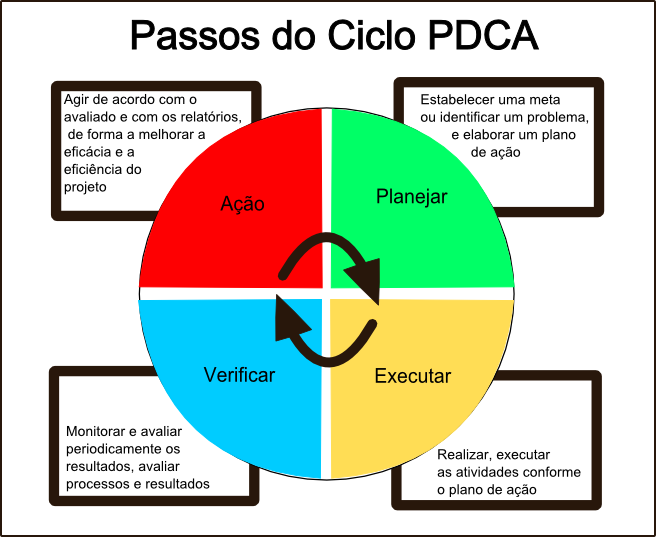 Passos do Ciclo PDCA
Agir de acordo com o
avaliado e com os relatórios,
de forma a melhorar a
eficácia e a
eficiência do
projeto
Estabelecer uma meta
ou identificar um problema,
e elaborar um plano
de ação
Ação
Planejar
Verificar
Executar
Monitorar e avaliar
periodicamente os
resultados, avaliar
processos e resultados
Realizar, executar
as atividades conforme
o plano de ação